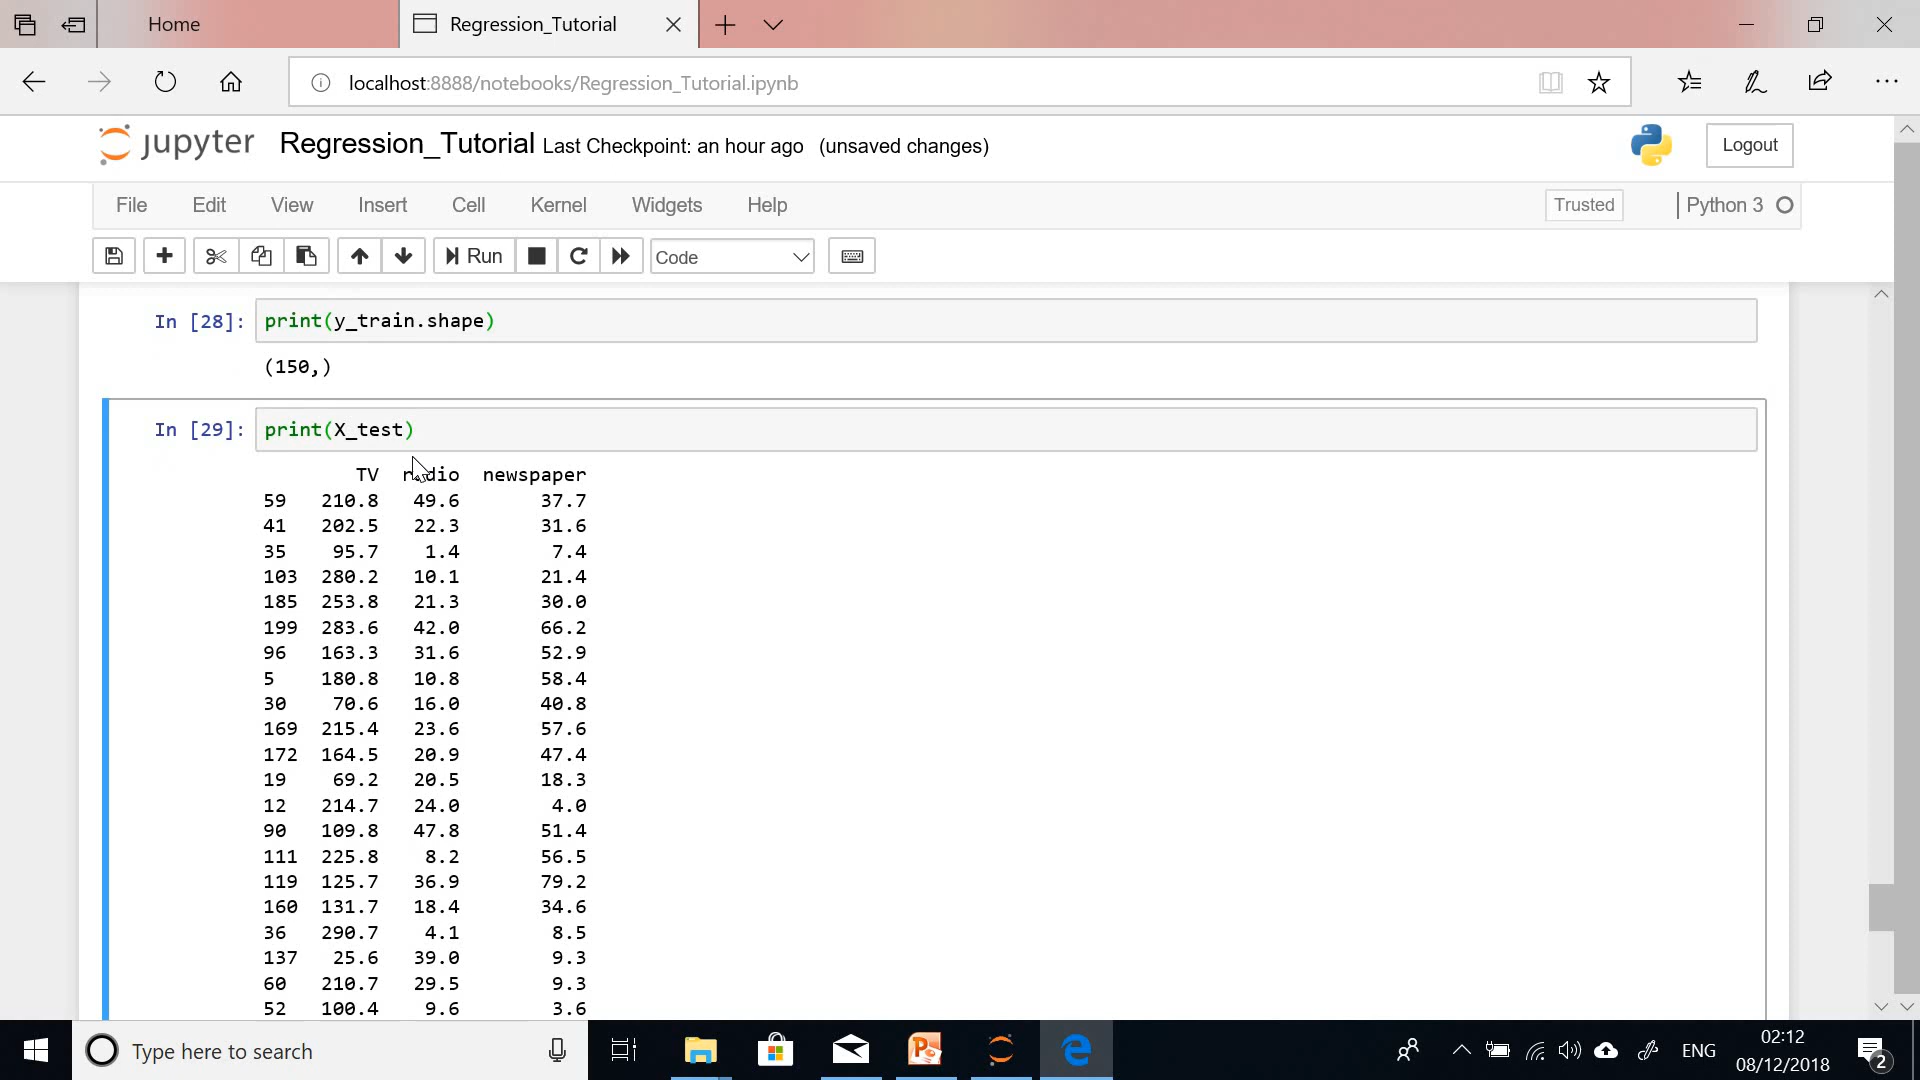 Home
Regression_Tutorial
localhost:8888/notebooks/Regression_Tutorial.ipynb
jupyter Regression_Tutorial Last Checkpoint: an hour ago (unsaved changes)
Logout
File Edit View Insert Cell Kernel Widgets Help
Trusted
Python 3
Run
Code
In [28]: print(y_train.shape)
(150,)
In [29]: print(X_test)
TV radio newspaper
59 210.8 49.6 37.7
41 202.5 22.3 31.6
35 95.7 1.4 7.4
103 280.2 10.1 21.4
185 253.8 21.3 30.0
199 283.6 42.0 66.2
96 163.3 31.6 52.9
5 180.8 10.8 58.4
30 70.6 16.0 40.8
169 215.4 23.6 57.6
172 164.5 20.9 47.4
19 69.2 20.5 18.3
12 214.7 24.0 4.0
90 109.8 47.8 51.4
111 225.8 8.2 56.5
119 125.7 36.9 79.2
160 131.7 18.4 34.6
36 290.7 4.1 8.5
137 25.6 39.0 9.3
60 210.7 29.5 9.3
52 100.4 9.6 3.6
Type here to search
ENG
02:12
08/12/2018
2